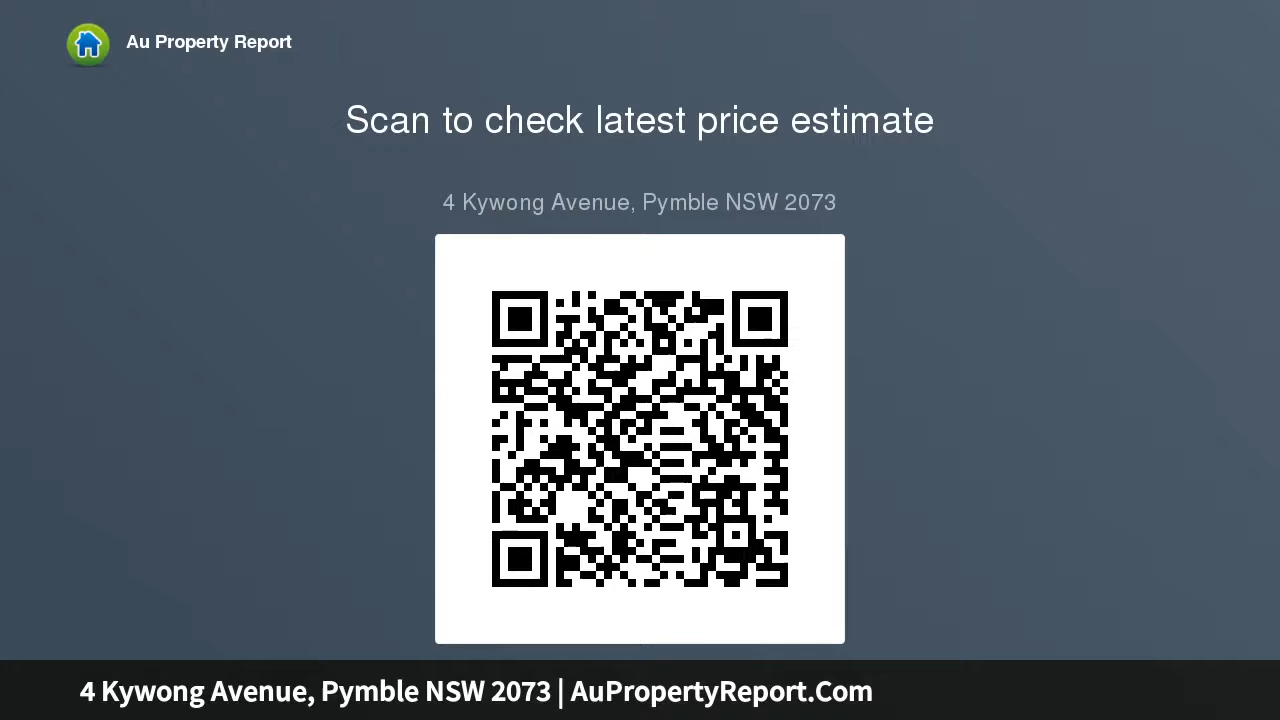 Au Property Report
Scan to check latest price estimate
4 Kywong Avenue, Pymble NSW 2073
4 Kywong Avenue, Pymble NSW 2073 | AuPropertyReport.Com